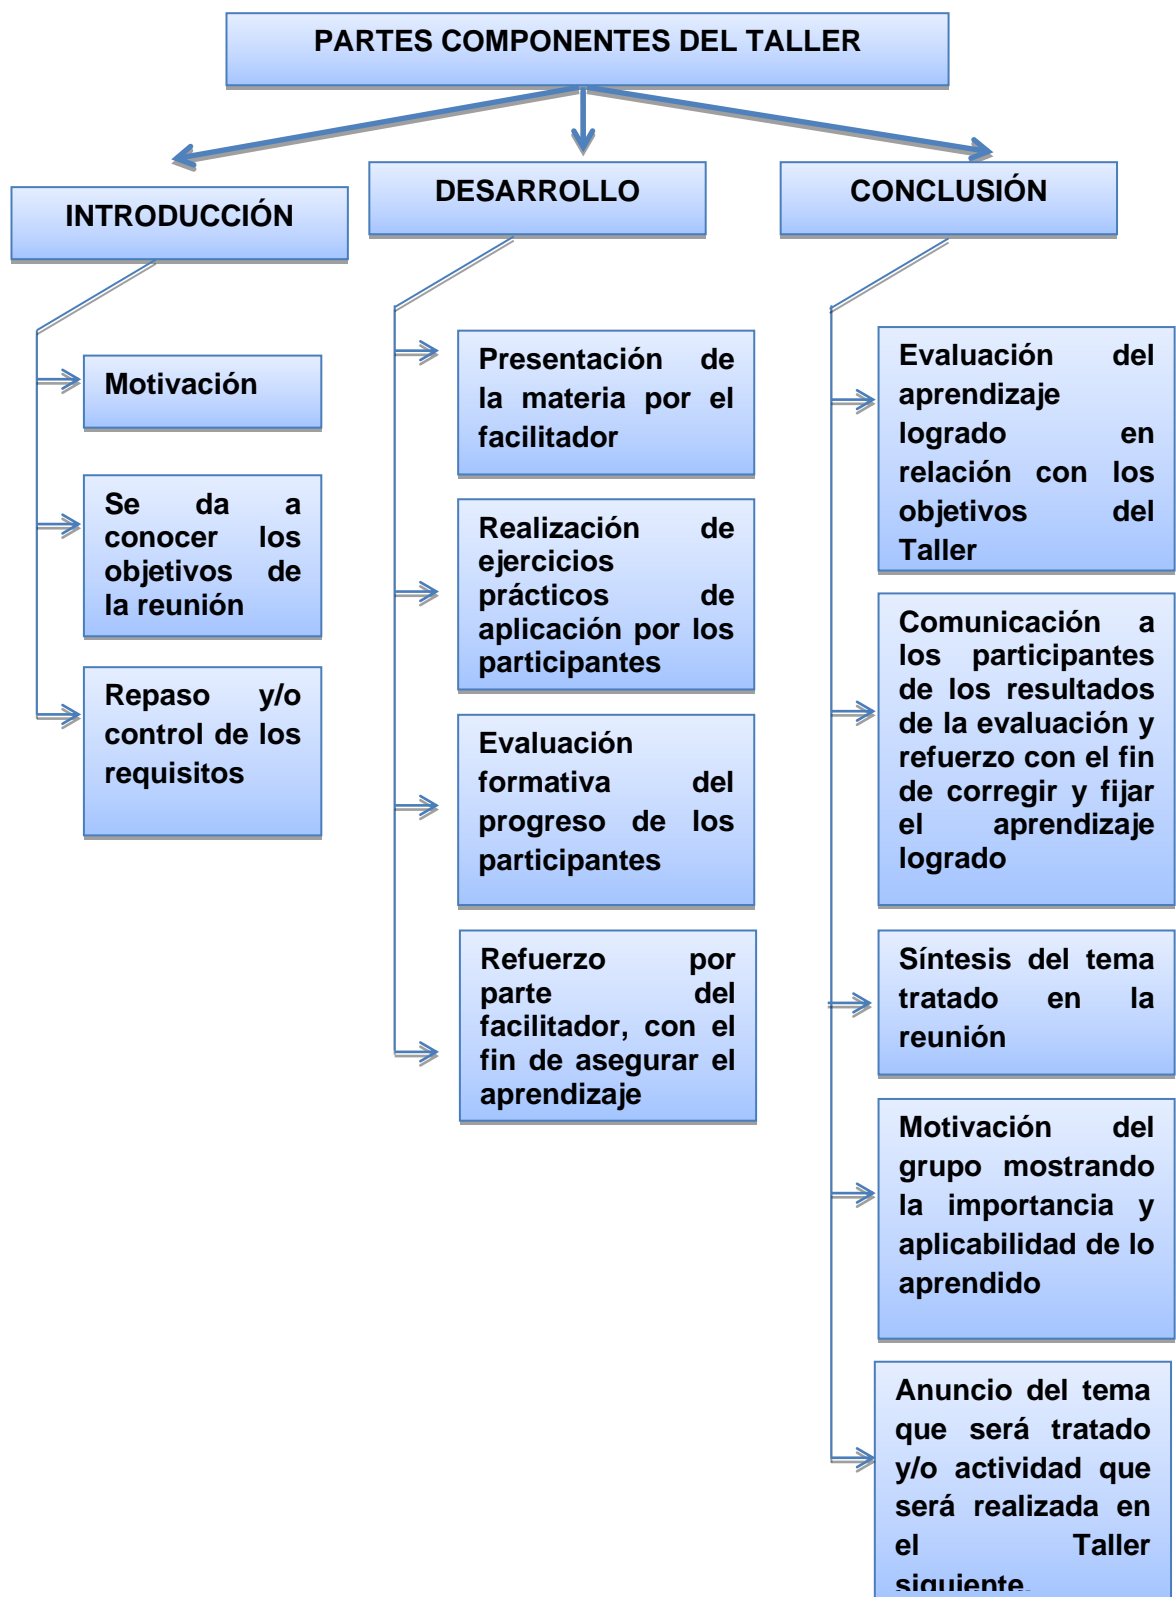 PARTES COMPONENTES DEL TALLER
INTRODUCCIÓN
Motivación
Se da a
conocer los
objetivos de
la reunión
Repaso y/o
control de los
requisitos
DESARROLLO
Presentación de
la materia por el
facilitador
Realización de
ejercicios
prácticos de
aplicación por los
participantes
Evaluación
formativa del
progreso de los
participantes
Refuerzo por
parte del
facilitador, con el
fin de asegurar el
aprendizaje
CONCLUSIÓN
Evaluación del
aprendizaje
logrado en
relación con los
objetivos del
Taller
Comunicación a
los participantes
de los resultados
de la evaluación y
refuerzo con el fin
de corregir y fijar
el aprendizaje
logrado
Síntesis del tema
tratado en la
reunión
Motivación del
grupo mostrando
la importancia y
aplicabilidad de lo
aprendido
Anuncio del tema
que será tratado
y/o actividad que
será realizada en
el Taller
siguiente.